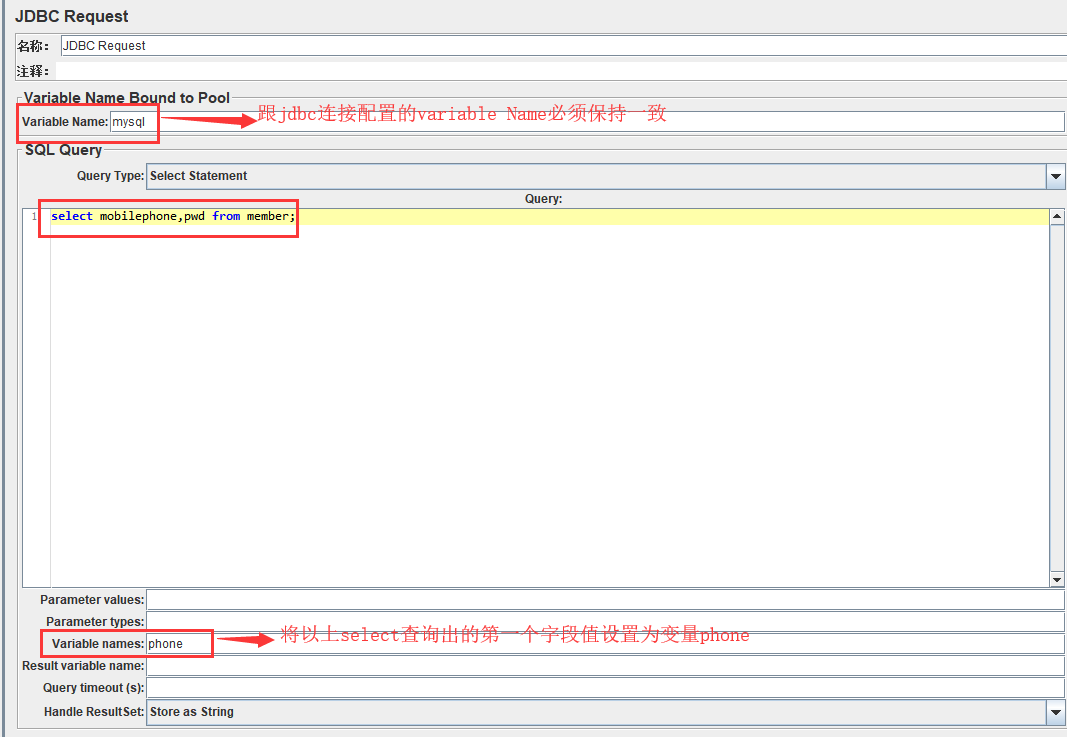 JDBC Request
名称： JDBC Request
注释：
Variable Name Bound to Pool
Variable Name: mysql
跟jdbc连接配置的variable Name必须保持一致
SQL Query
Query Type: Select Statement
Query:
1 select mobilephone,pwd from member;
Parameter values:
Parameter types:
Variable names: phone
将以上select查询出的第一个字段值设置为变量phone
Result variable name:
Query timeout (s):
Handle ResultSet: Store as String